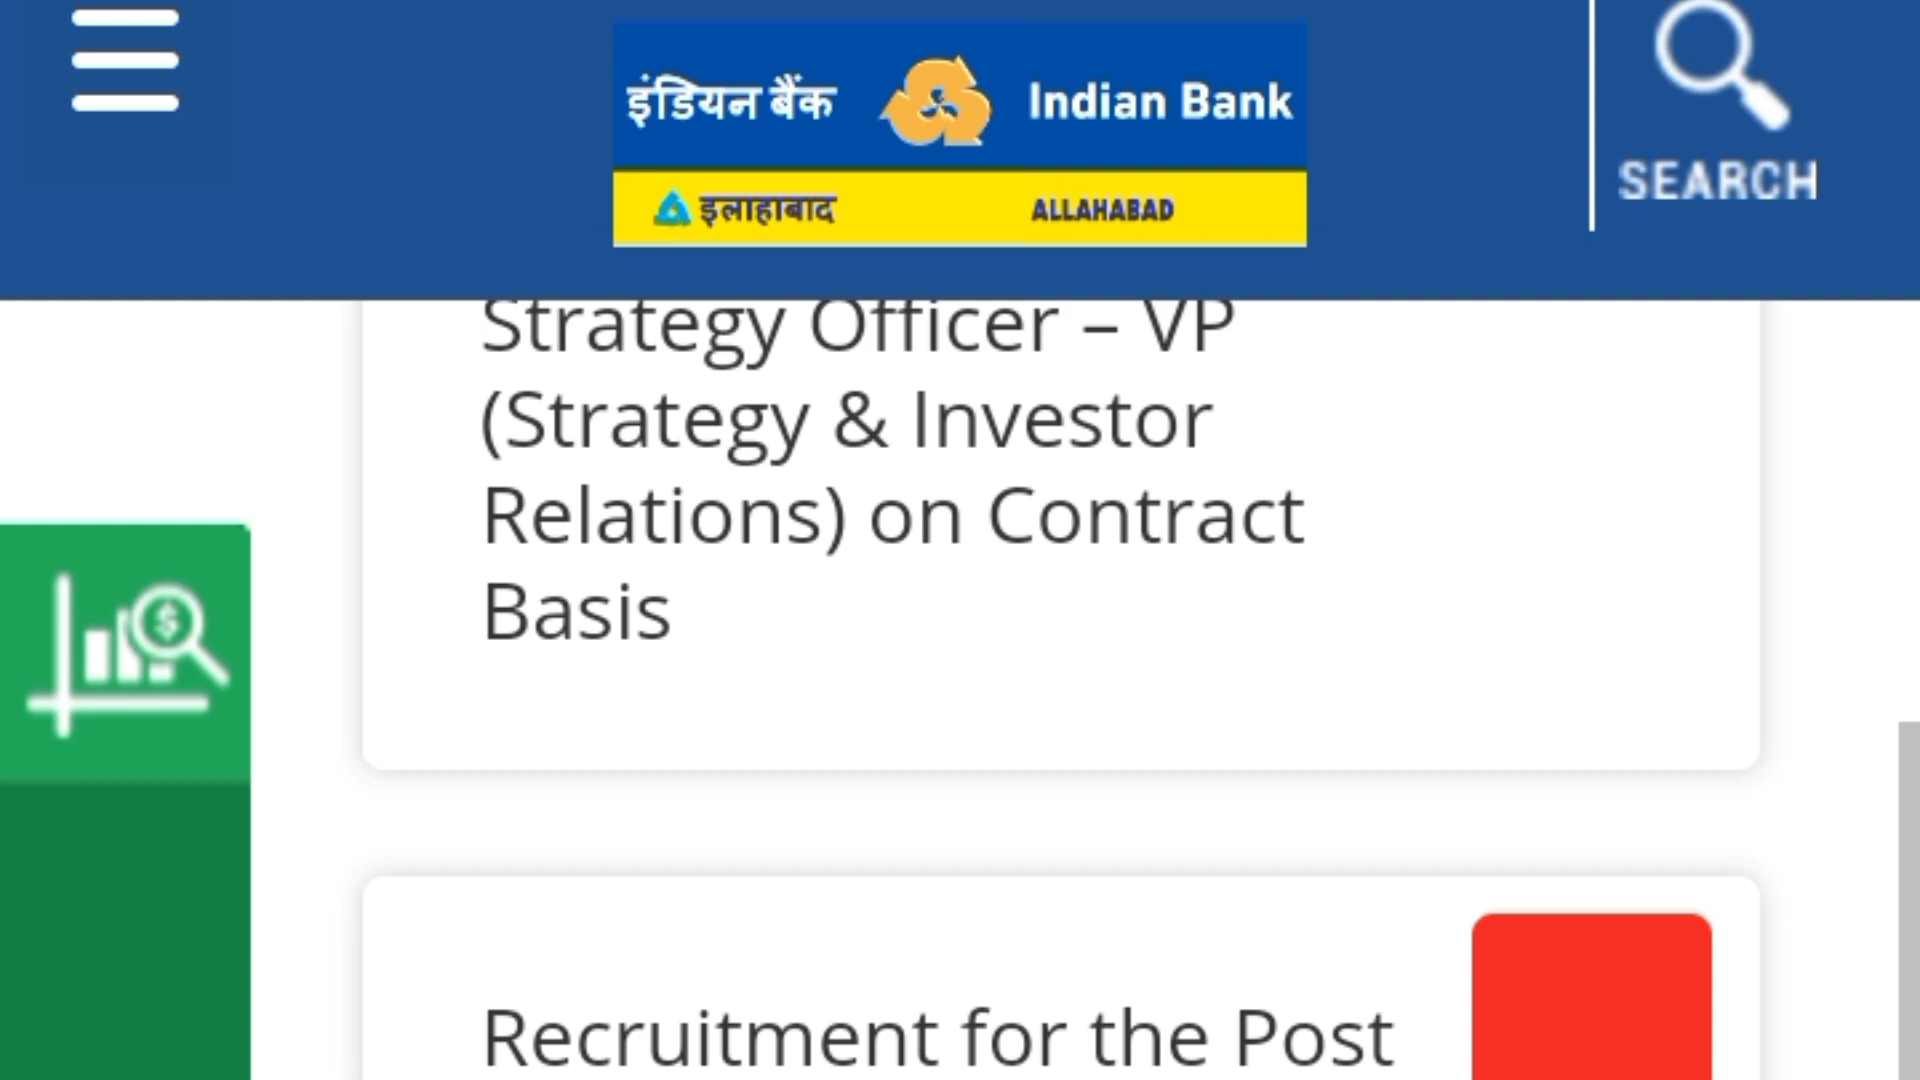 इंडियन बैंक Indian Bank
इलाहाबाद ALLAHABAD
SEARCH
Strategy Officer – VP
(Strategy & Investor
Relations) on Contract
Basis
$
Recruitment for the Post